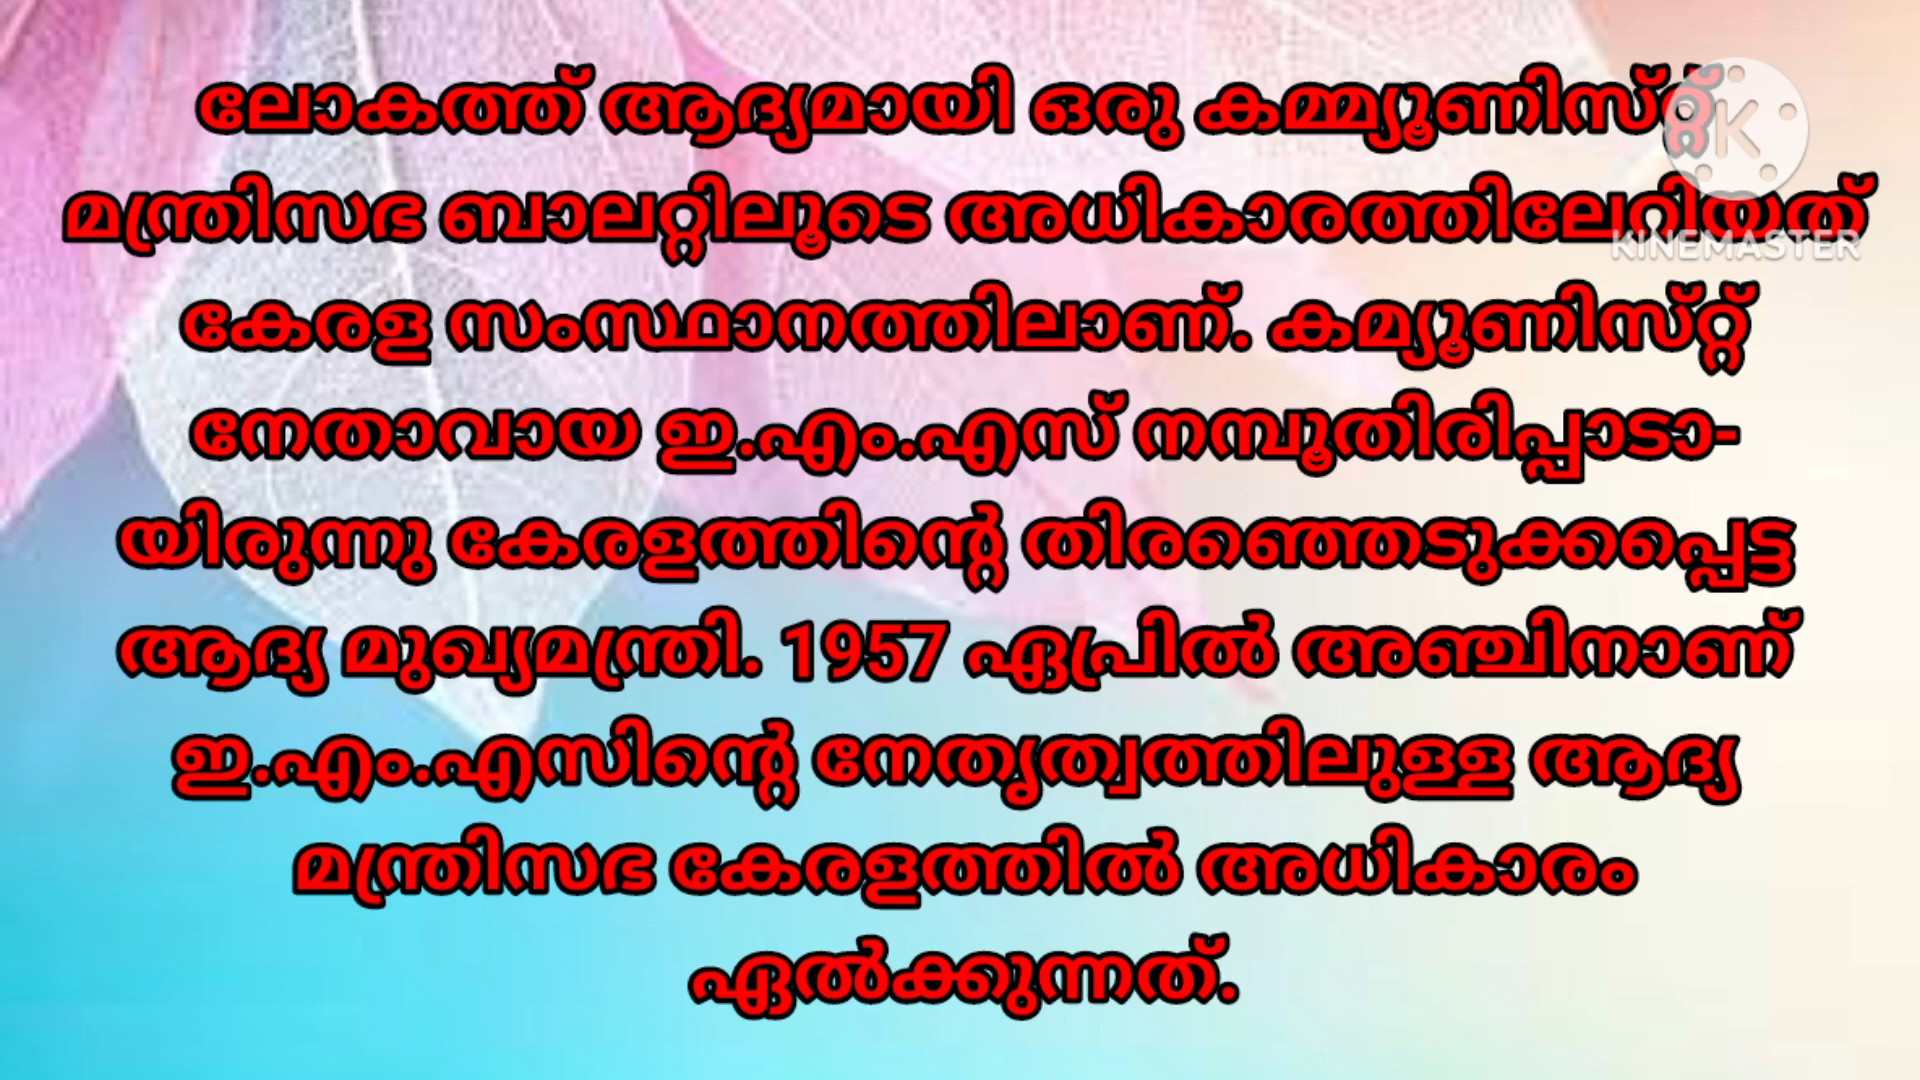 ലോകത്ത് ആദ്യമായി ഒരു കമ്മ്യൂണിസ്റ്റ്
മന്ത്രിസഭ ബാലറ്റിലൂടെ അധികാരത്തിലേറിയത്
KINEMASTER
കേരള സംസ്ഥാനത്തിലാണ്. കമ്യൂണിസ്റ്റ്
നേതാവായ ഇ.എം.എസ് നമ്പൂതിരിപ്പാടാ-
യിരുന്നു കേരളത്തിന്റെ തിരഞ്ഞെടുക്കപ്പെട്ട
ആദ്യ മുഖ്യമന്ത്രി. 1957 ഏപ്രിൽ അഞ്ചിനാണ്
ഇ.എം.എസിന്റെ നേതൃത്വത്തിലുള്ള ആദ്യ
മന്ത്രിസഭ കേരളത്തിൽ അധികാരം
ഏൽക്കുന്നത്.